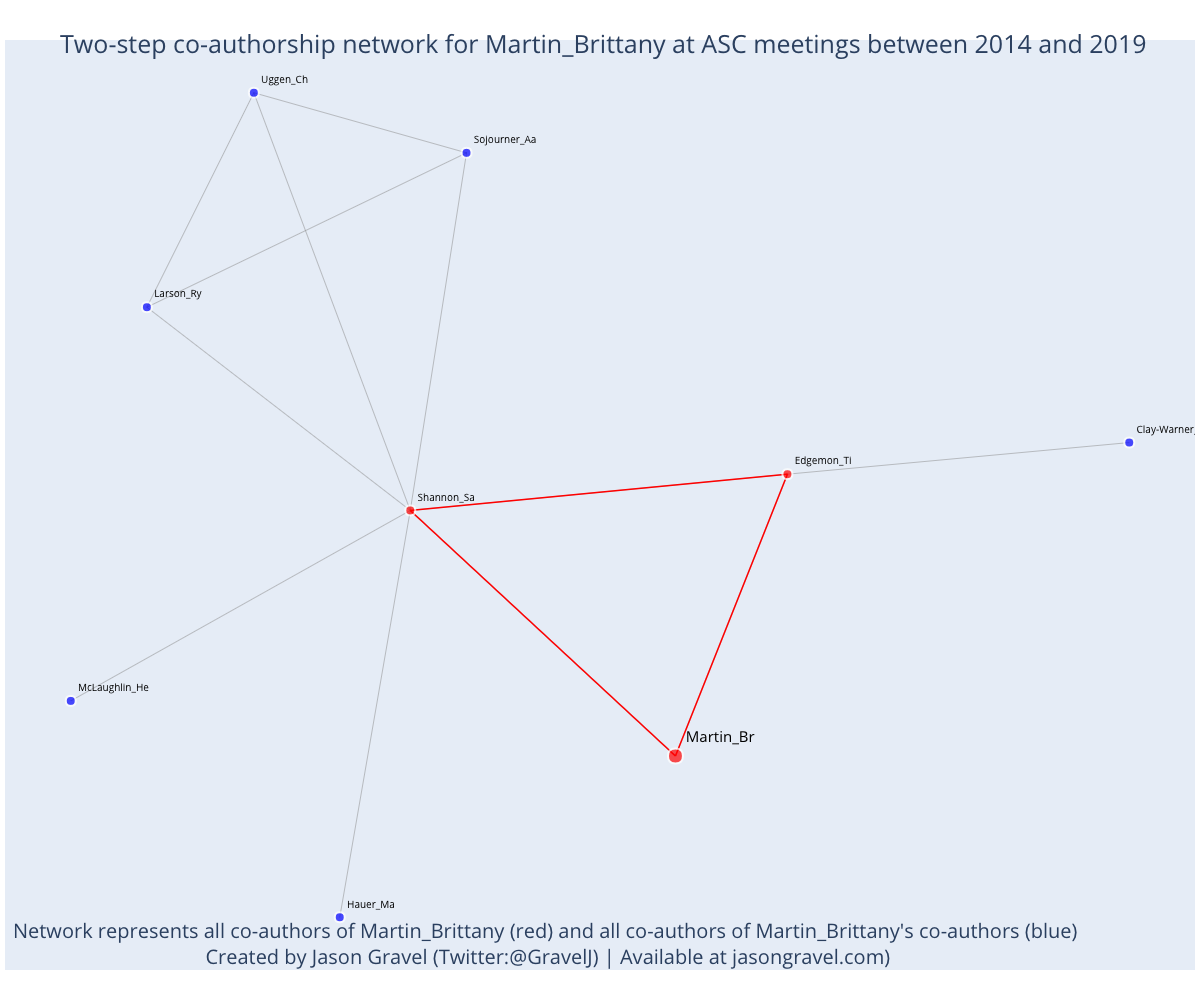 Two-step co-authorship network for Martin_Brittany at ASC meetings between 2014 and 2019
Uggen_Ch
Sojourner_Aa
Larson_Ry
Clay-Warner_
Edgemon_Ti
Shannon_Sa
McLaughlin_He
Martin_Br
Hauer_Ma
Network represents all co-authors of Martin_Brittany (red) and all co-authors of Martin_Brittany's co-authors (blue)
Created by Jason Gravel (Twitter:@GravelJ) | Available at jasongravel.com)